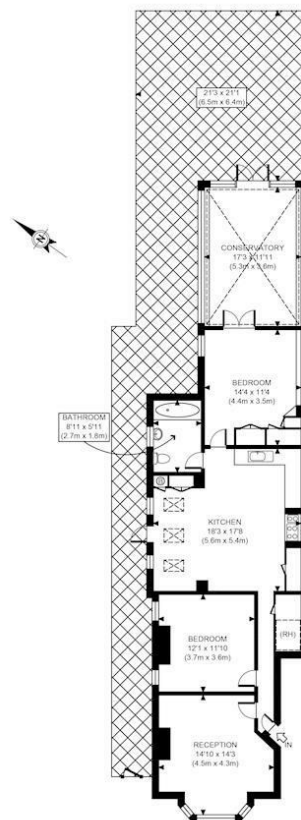 21'3 x 21'1
(6.5m x 6.4m)
N
CONSERVATORY
17'3 x 11'11
(5.3m x 3.6m)
BEDROOM
14'4 x 11'4
(4.4m x 3.5m)
BATHROOM
8'11 x 5'11
(2.7m x 1.8m)
KITCHEN
18'3 x 17'8
(5.6m x 5.4m)
(RH)
BEDROOM
12'1 x 11'10
(3.7m x 3.6m)
IN
RECEPTION
14'10 x 14'3
(4.5m x 4.3m)